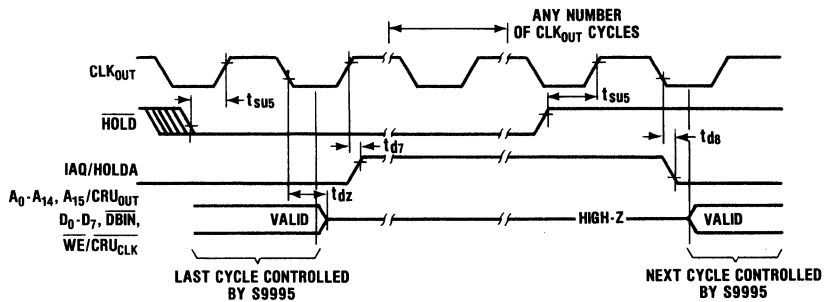 ANY NUMBER
OF CLKOUT CYCLES
CLKOUT
tsu5
tsu5
HOLD
td7
td8
IAQ/HOLDA
tdz
A0-A14, A15/CRUOUT
D0-D7, DBIN,
WE/CRUCLK
VALID
HIGH-Z
VALID
LAST CYCLE CONTROLLED
BY S9995
NEXT CYCLE CONTROLLED
BY S9995